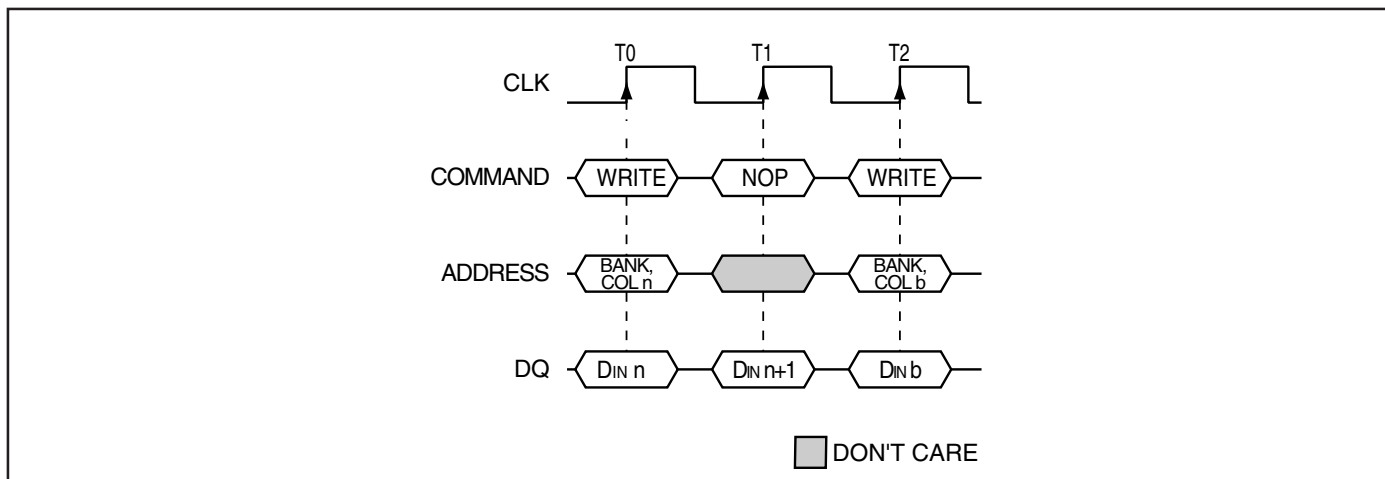 T0 T1 T2
CLK
COMMAND WRITE NOP WRITE
ADDRESS BANK, COL n BANK, COL b
DQ DIN n DIN n+1 DIN b
DON'T CARE